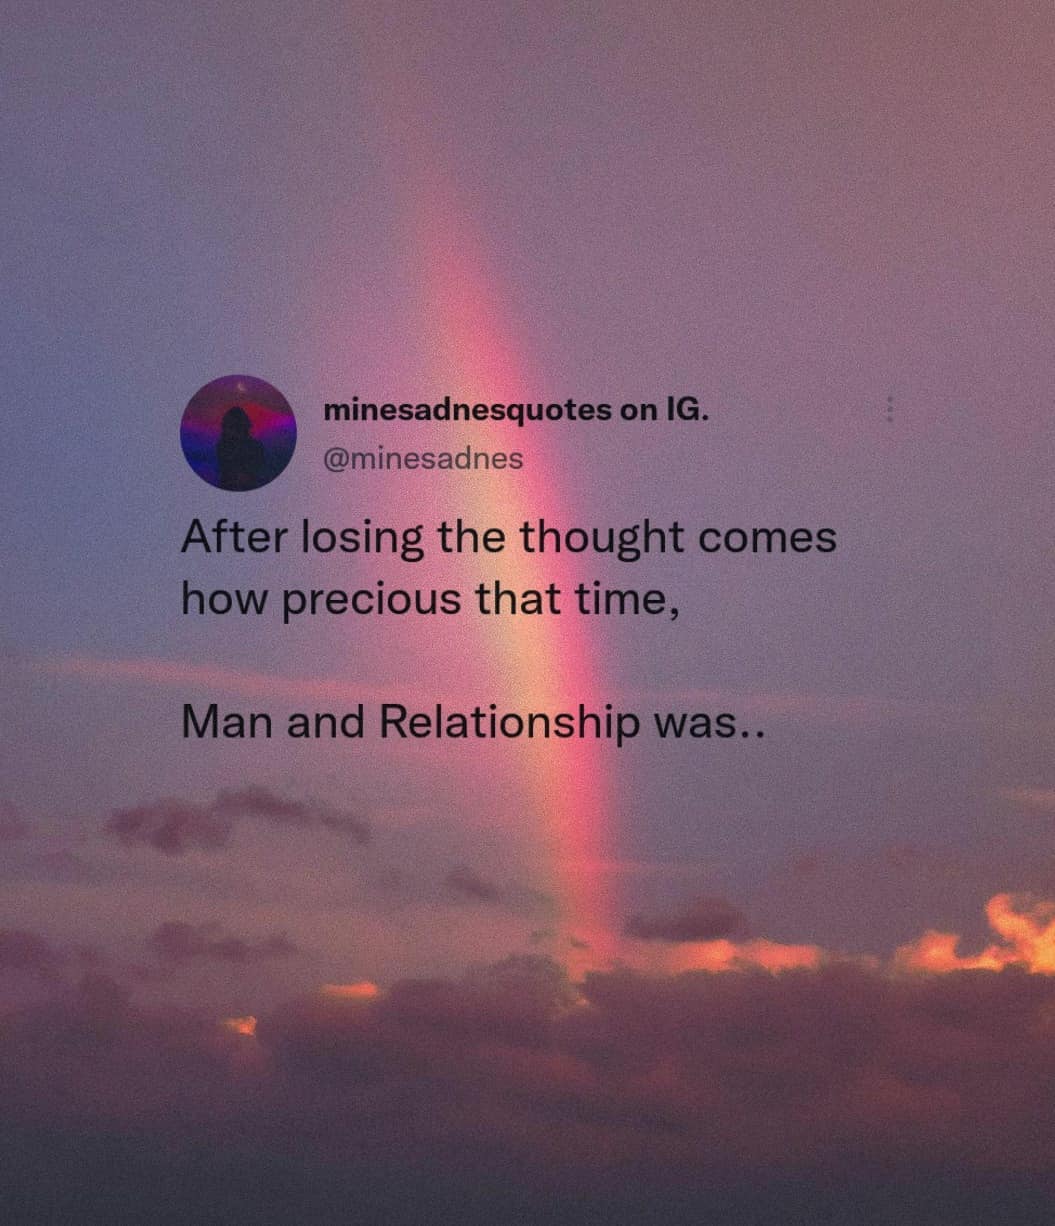 minesadnesquotes on IG.
@minesadnes
After losing the thought comes
how precious that time,
Man and Relationship was..